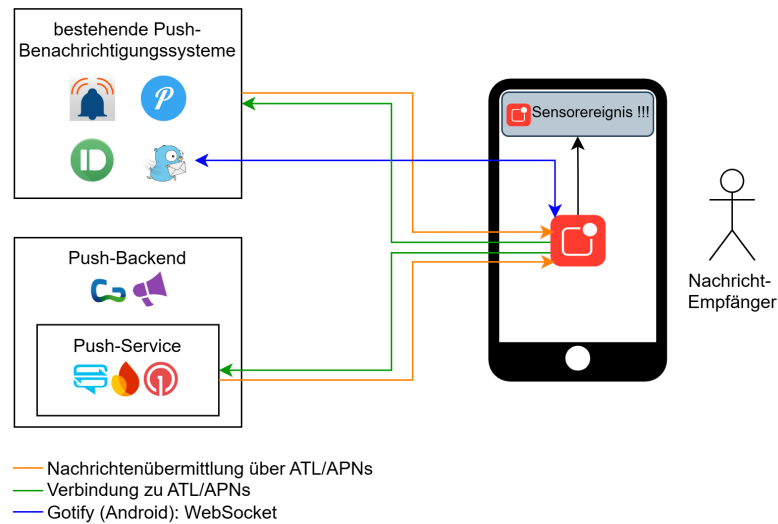 bestehende Push-
Benachrichtigungssysteme
Sensorereignis !!!
Push-Backend
Push-Service
Nachricht-
Empfänger
Nachrichtenübermittlung über ATL/APNs
Verbindung zu ATL/APNs
Gotify (Android): WebSocket